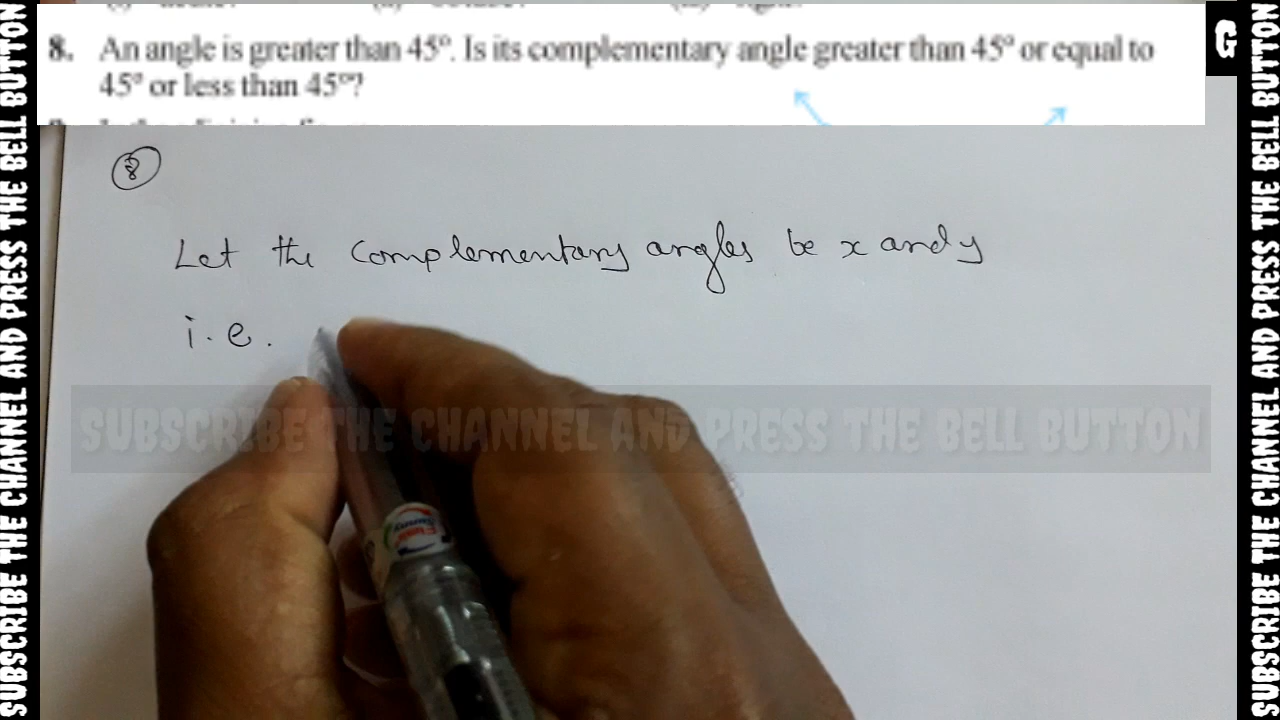 8. An angle is greater than 45°. Is its complementary angle greater than 45° or equal to
45° or less than 45°?
8
Let the complementary angles be x and y
i.e.
SUBSCRIBE THE CHANNEL AND PRESS THE BELL BUTTON
SUBSCRIBE THE CHANNEL AND PRESS THE BELL BUTTON
SUBSCRIBE THE CHANNEL AND PRESS THE BELL BUTTON
G